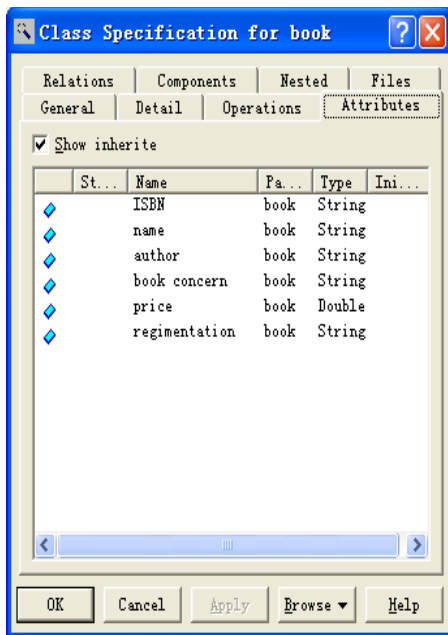 Class Specification for book
Relations Components Nested Files
General Detail Operations Attributes
Show inherite
St... Name Pa... Type Ini...
ISBN book String
name book String
author book String
book concern book String
price book Double
regimentation book String
OK Cancel Apply Browse Help